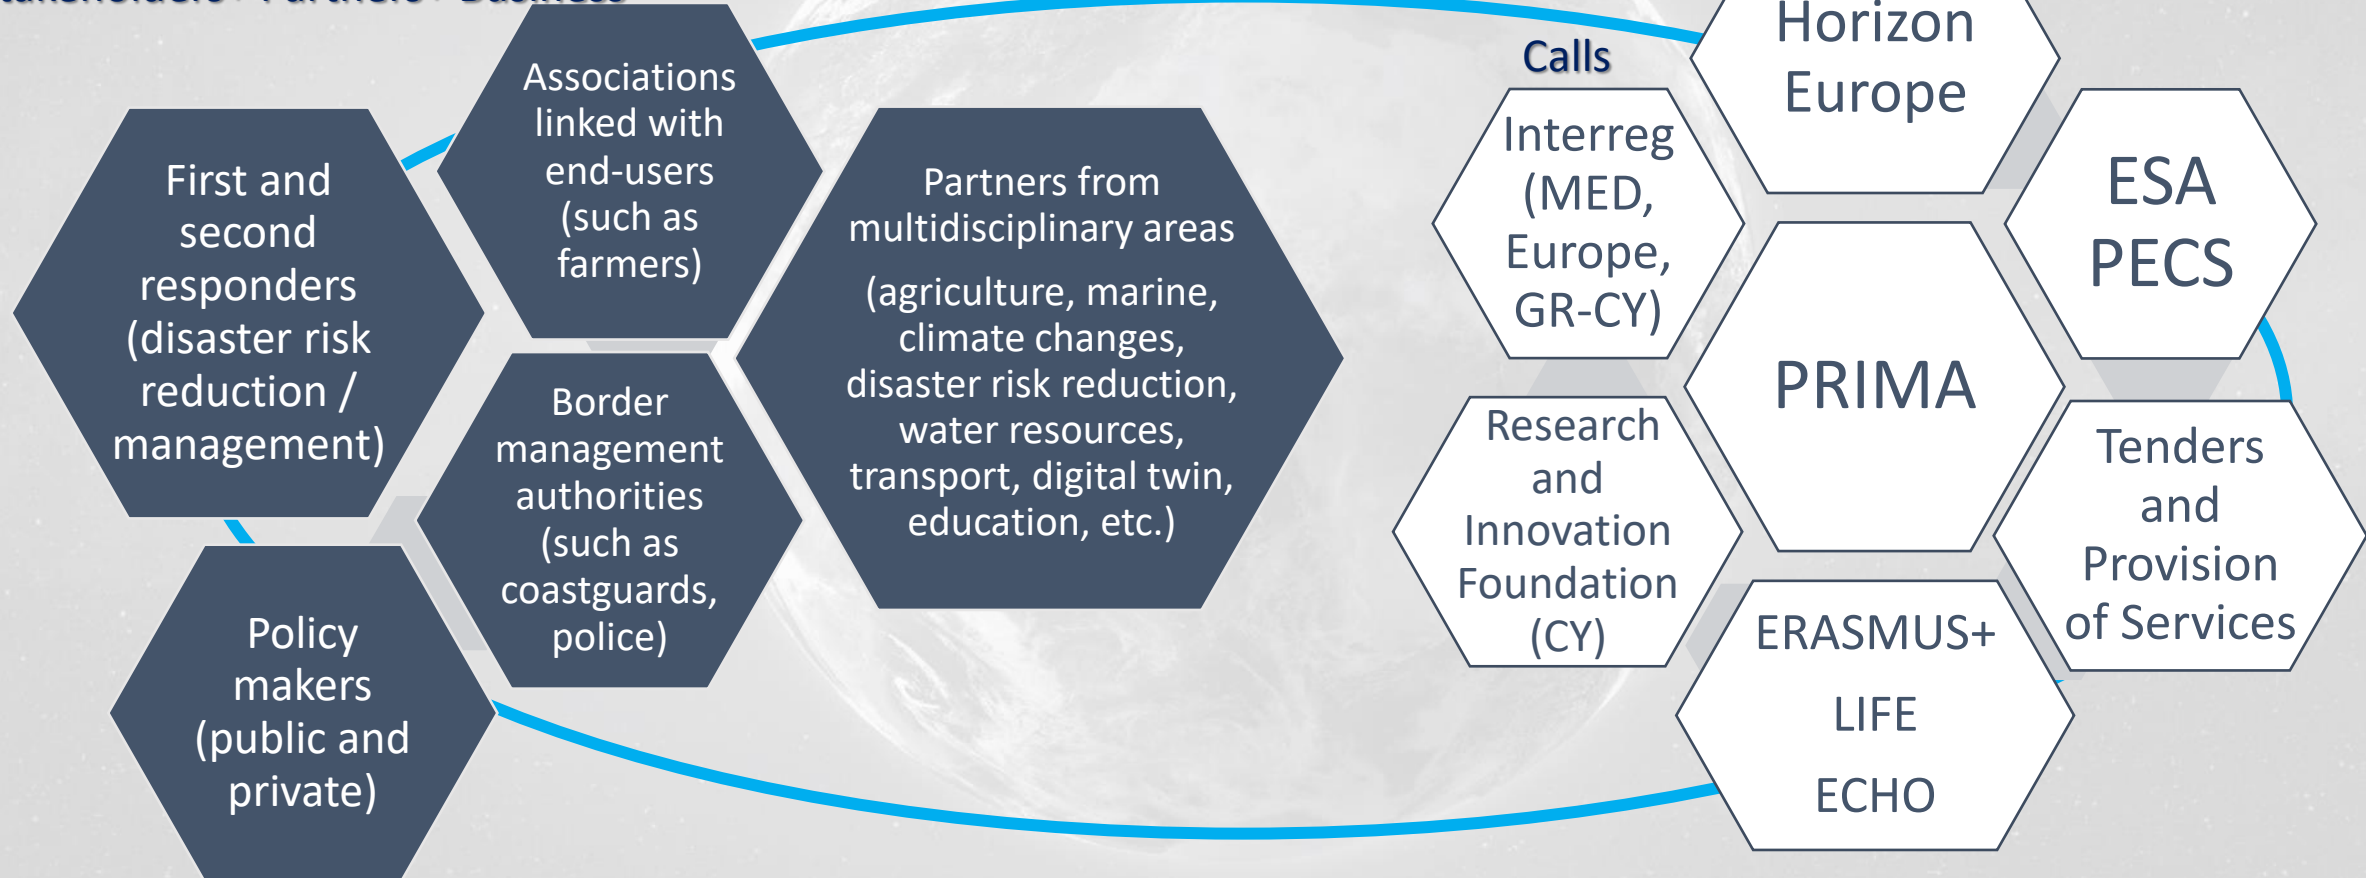 Associations
linked with
end-users
(such as
farmers)
First and
second
responders
(disaster risk
reduction /
management)
Partners from
multidisciplinary areas
(agriculture, marine,
climate changes,
disaster risk reduction,
water resources,
transport, digital twin,
education, etc.)
Border
management
authorities
(such as
coastguards,
police)
Policy
makers
(public and
private)
Calls
Horizon
Europe
Interreg
(MED,
Europe,
GR-CY)
ESA
PECS
PRIMA
Research
and
Innovation
Foundation
(CY)
Tenders
and
Provision
of Services
ERASMUS+
LIFE
ECHO